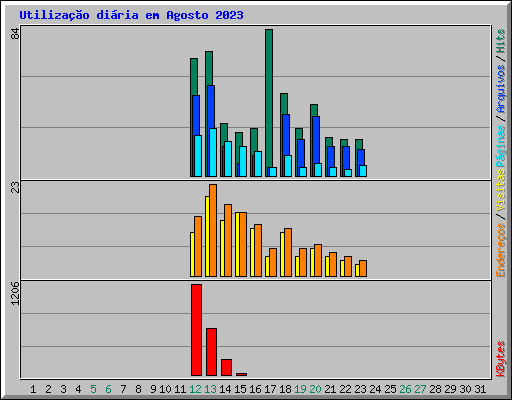 Utilização diária em Agosto 2023
84
23
1206
Hits / Arquivos / Páginas
Visitas / Endereços
KBytes
1 2 3 4 5 6 7 8 9 10 11 12 13 14 15 16 17 18 19 20 21 22 23 24 25 26 27 28 29 30 31